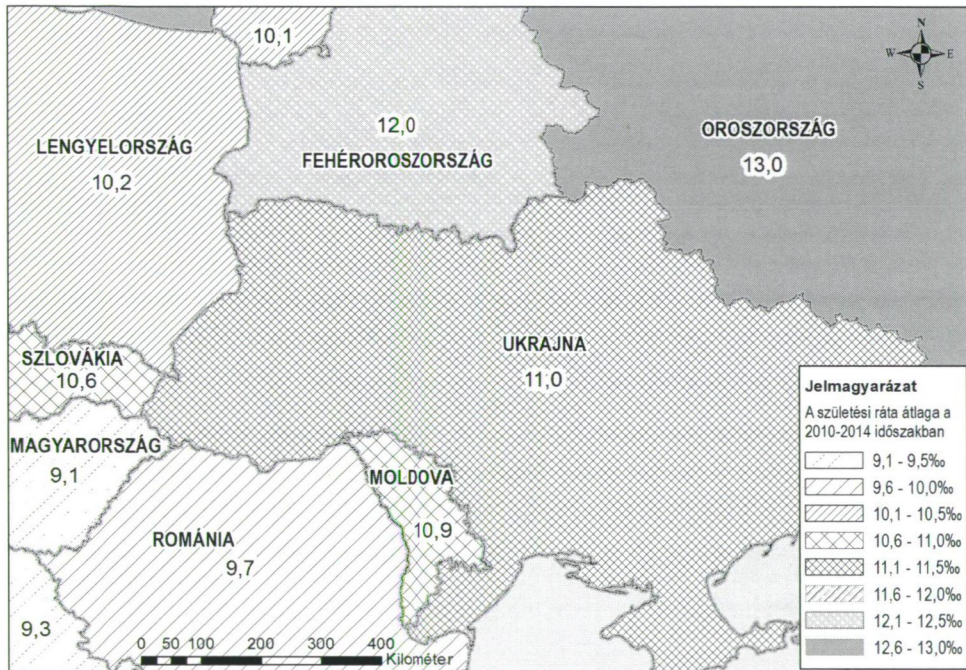 10,1
N
W E
S
12,0
LENGYELORSZÁG
10,2
FEHÉROROSZORSZÁG
OROSZORSZÁG
13,0
SZLOVÁKIA
10,6
UKRAJNA
11,0
MAGYARORSZÁG
9,1
MOLDOVA
10,9
ROMÁNIA
9,7
9,3
0 50 100 200 300 400
Kilométer
Jelmagyarázat
A születési ráta átlaga a
2010-2014 időszakban
9,1 - 9,5‰
9,6 - 10,0‰
10,1 - 10,5‰
10,6 - 11,0‰
11,1 - 11,5‰
11,6 - 12,0‰
12,1 - 12,5‰
12,6 - 13,0‰